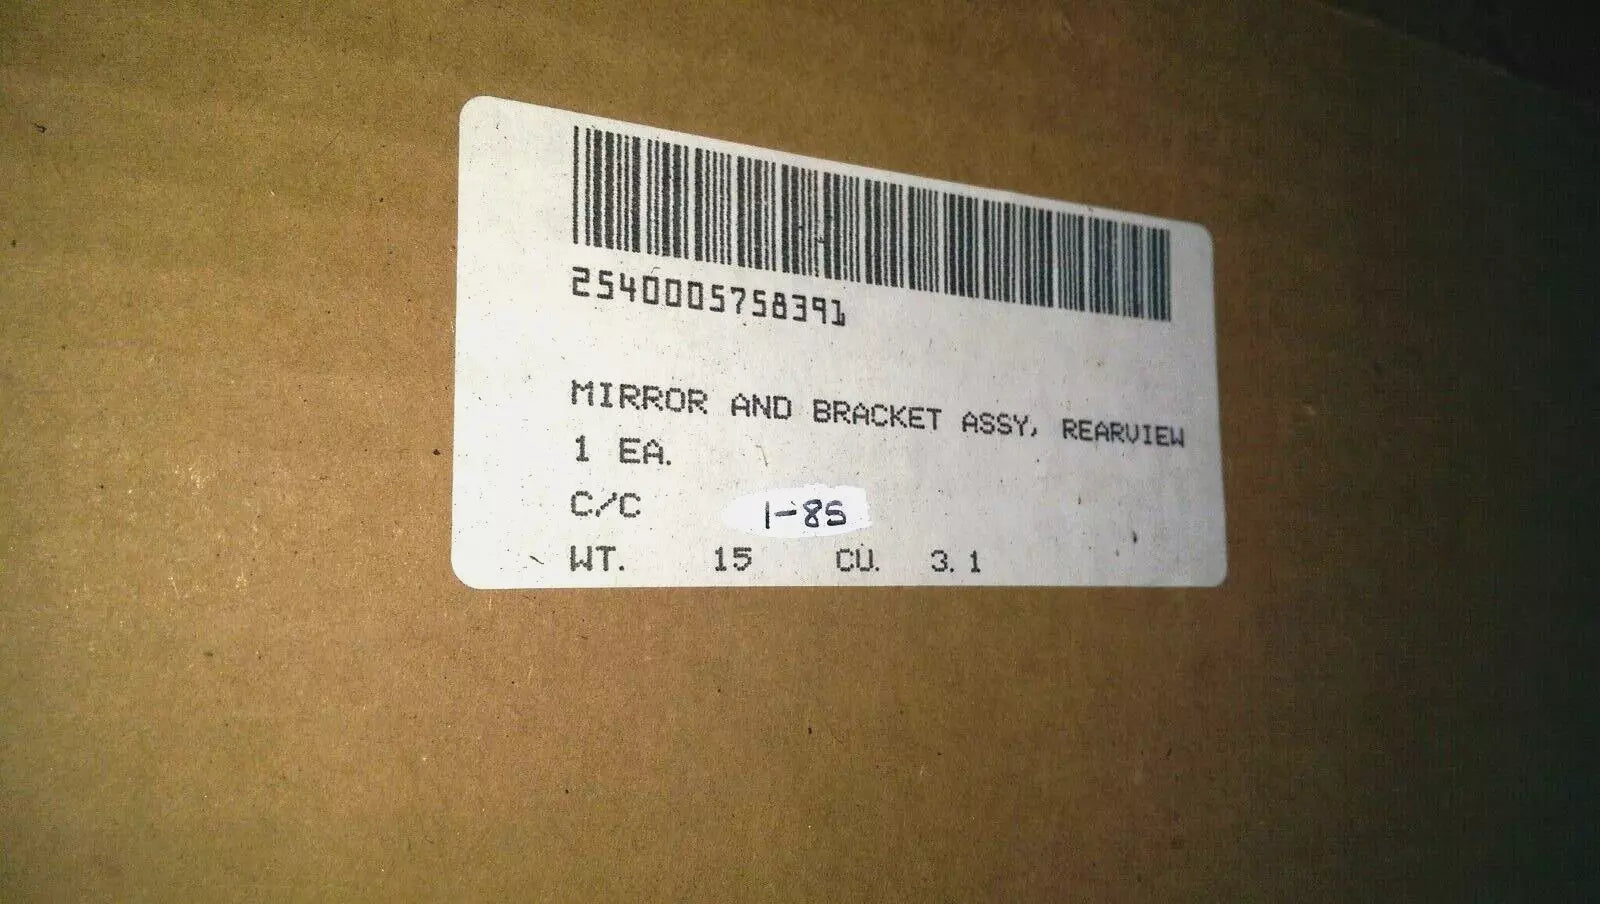 2540005758391
MIRROR AND BRACKET ASSY, REARVIEW
1 EA.
C/C 1-85
WT. 15 CU. 3.1